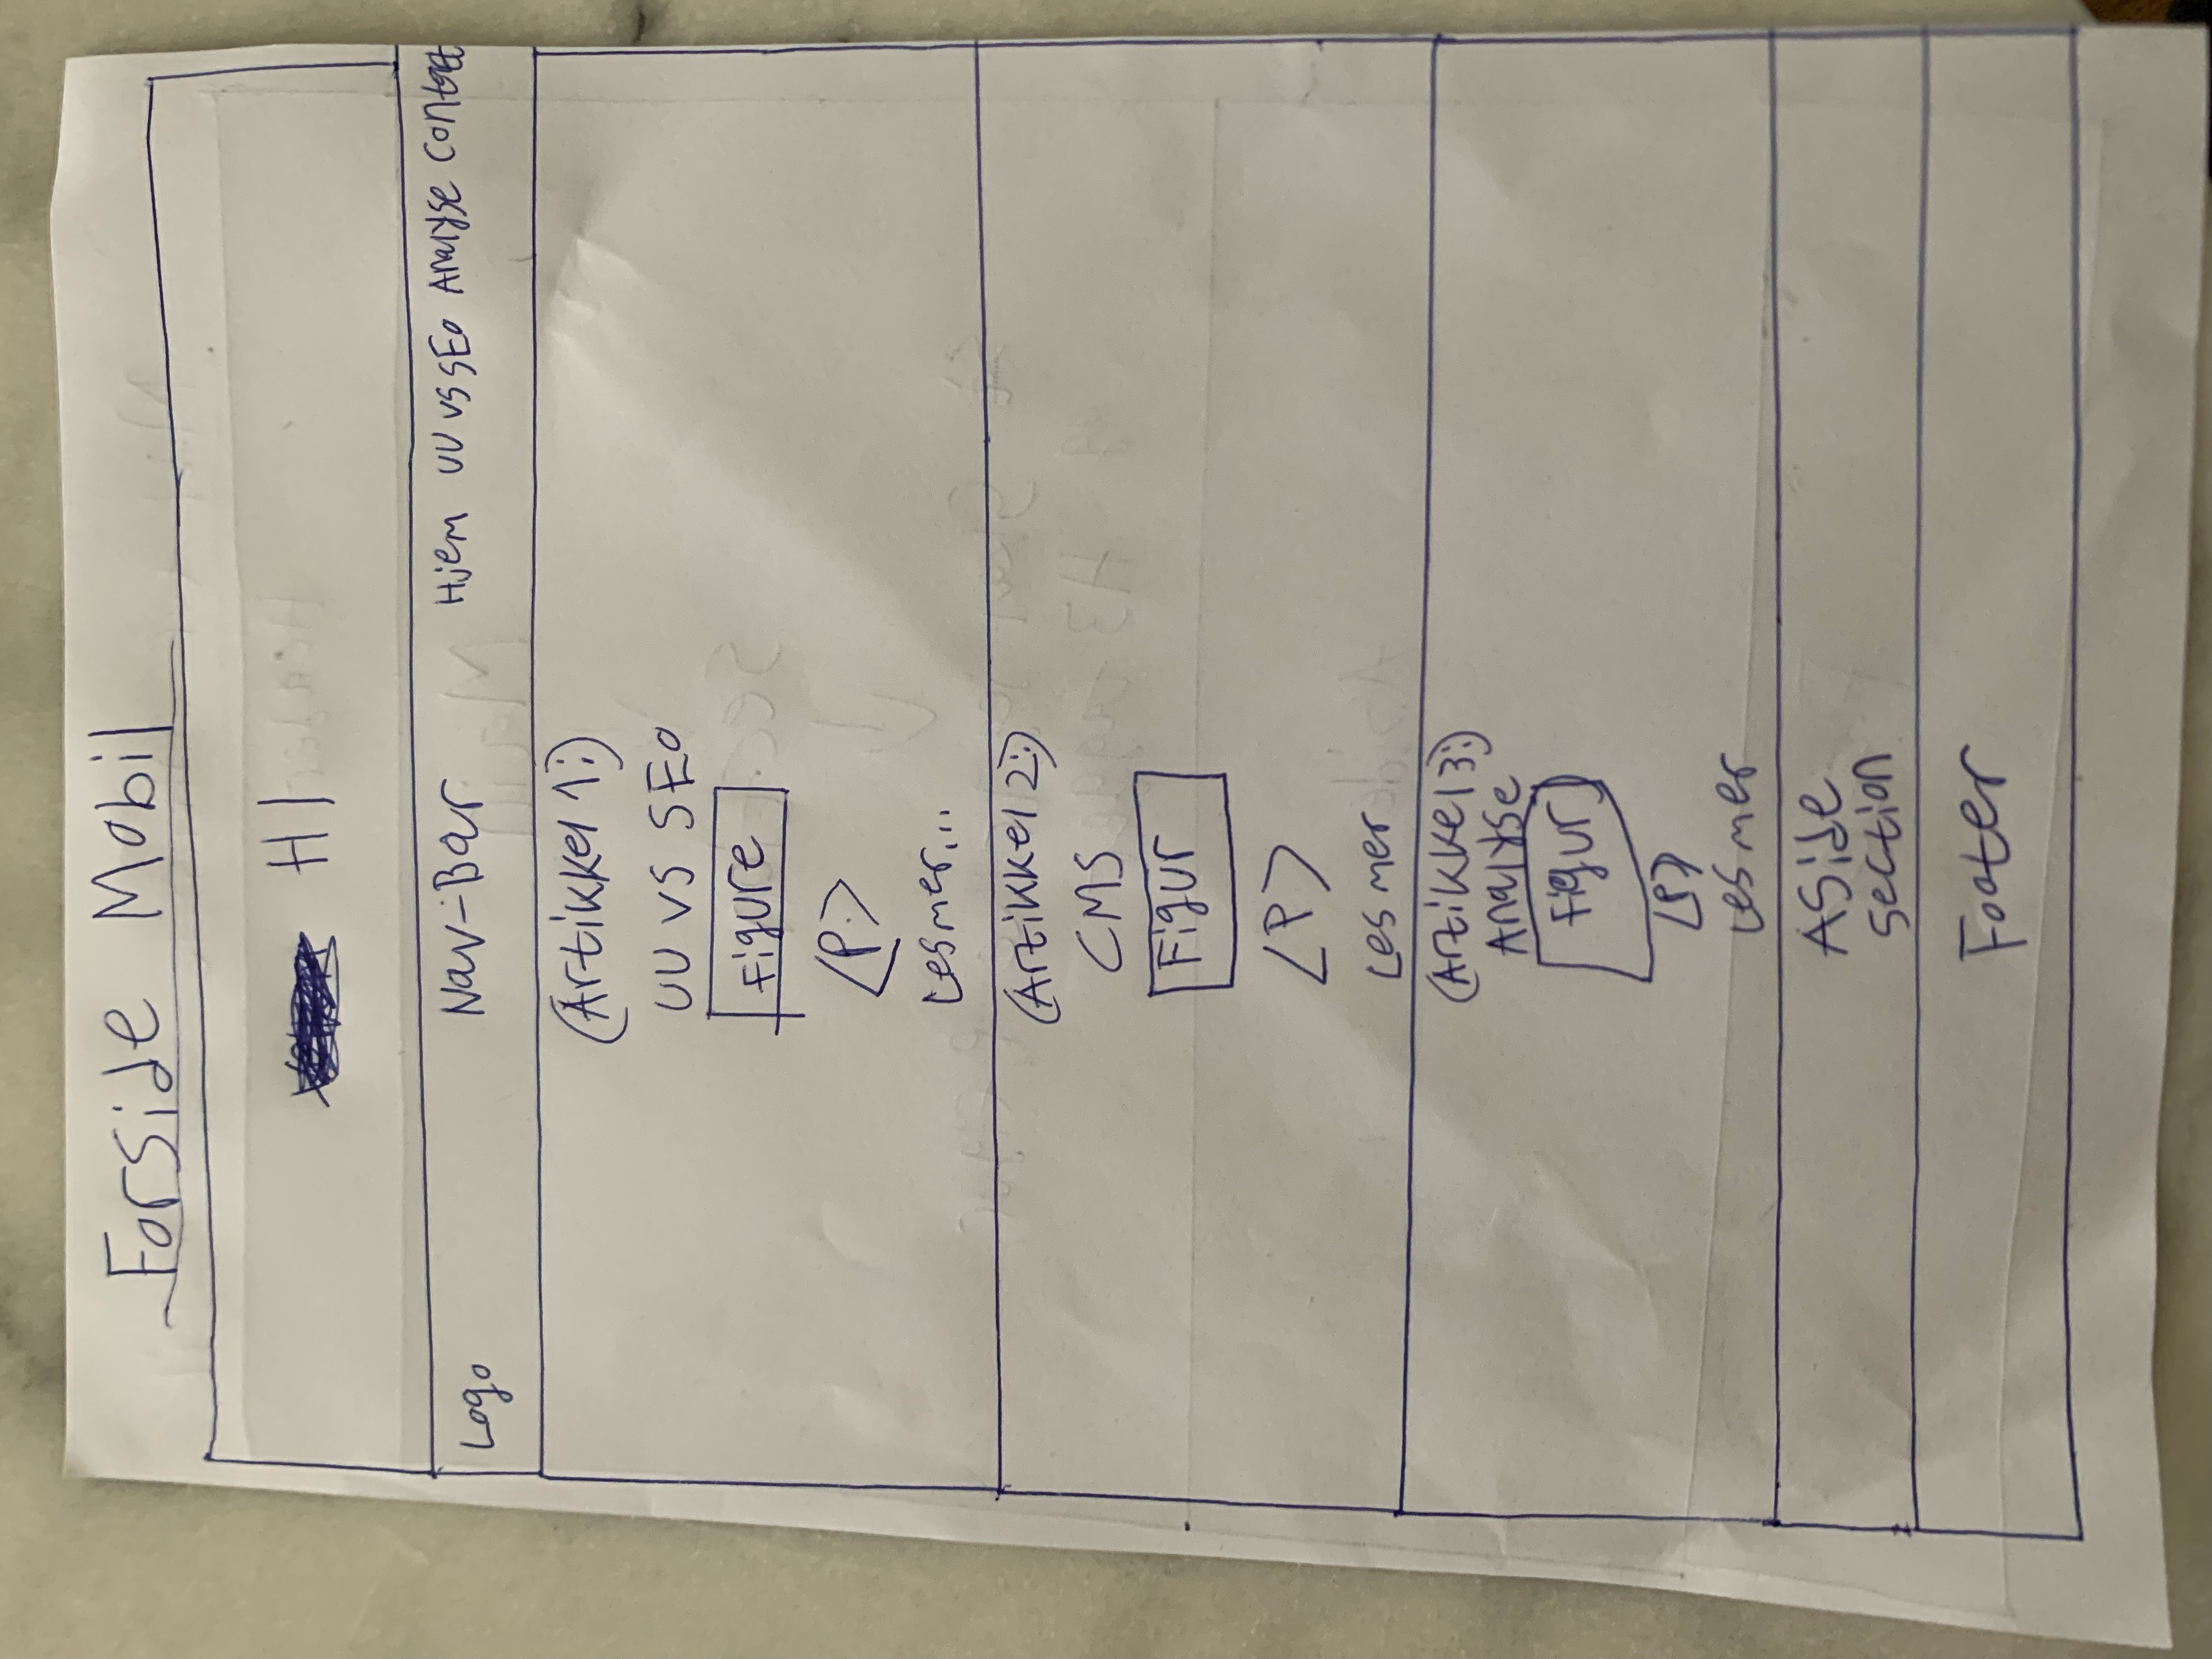 Forside Mobil
H1
Logo Nav-Bar Hjem UU vs SEO Analyse Contact
(Artikkel 1:)
UU VS SEO
Figure
<P>
Les mer...
(Artikkel 2:)
CMS
Figur
<P>
Les mer
(Artikkel 3:)
Analyse
Figur
<P>
Les mer
Aside
section
Footer